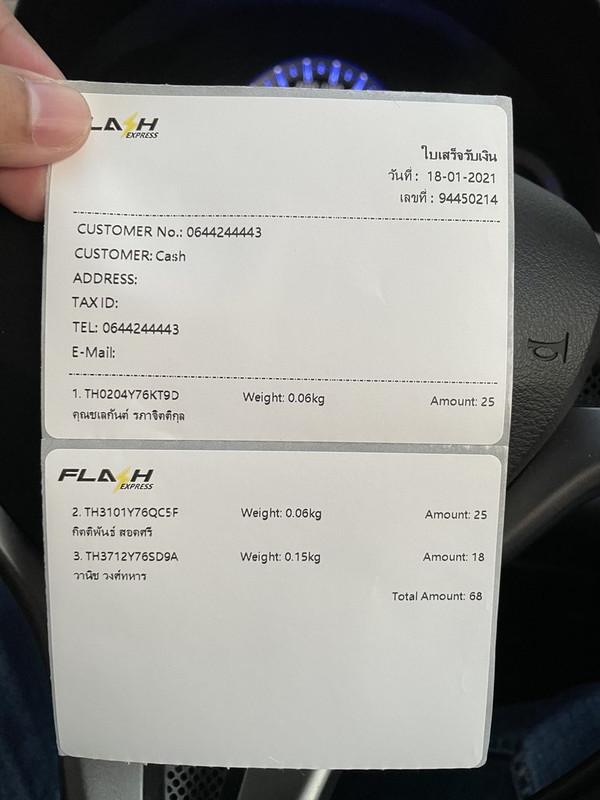 FLASH
EXPRESS
ใบเสร็จรับเงิน
วันที่ : 18-01-2021
เลขที่ : 94450214
CUSTOMER No.: 0644244443
CUSTOMER: Cash
ADDRESS:
TAX ID:
TEL: 0644244443
E-Mail:
1. TH0204Y76KT9D Weight: 0.06kg Amount: 25
คุณชเลกันต์ รภาจิตติกุล
FLASH
EXPRESS
2. TH3101Y76QC5F Weight: 0.06kg Amount: 25
กิตติพันธ์ สอดศรี
3. TH3712Y76SD9A Weight: 0.15kg Amount: 18
วานิช วงศ์ทหาร
Total Amount: 68